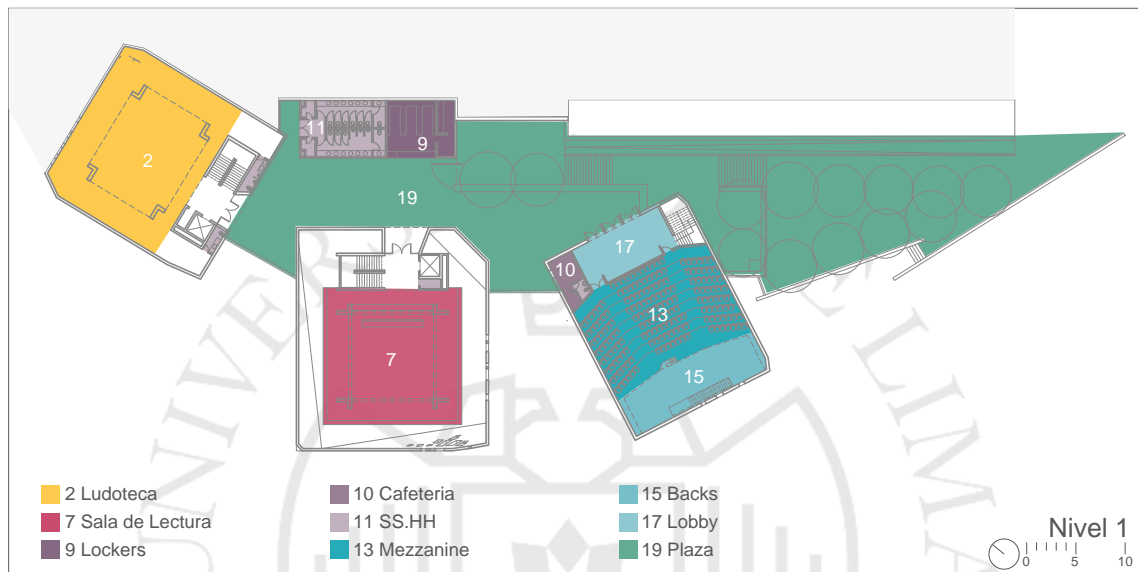 2
11
9
19
17
10
13
7
15
2 Ludoteca
7 Sala de Lectura
9 Lockers
10 Cafeteria
11 SS.HH
13 Mezzanine
15 Backs
17 Lobby
19 Plaza
Nivel 1
0 5 10